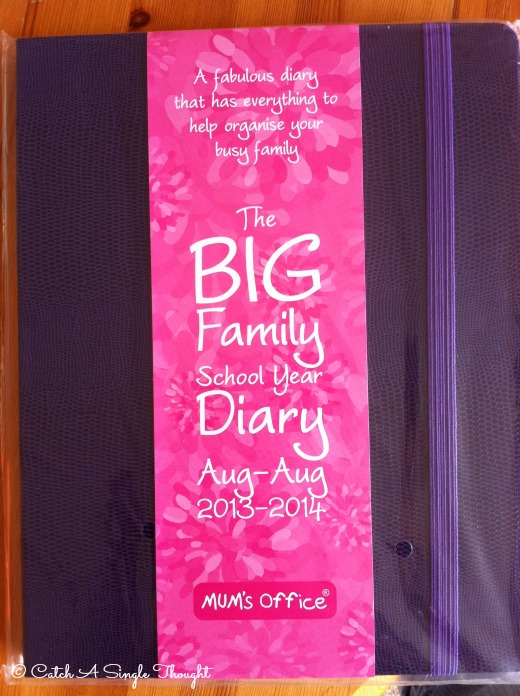 A fabulous diary
that has everything to
help organise your
busy family
The
BIG
Family
School Year
Diary
Aug-Aug
2013-2014
MUM's Office®
© Catch A Single Thought